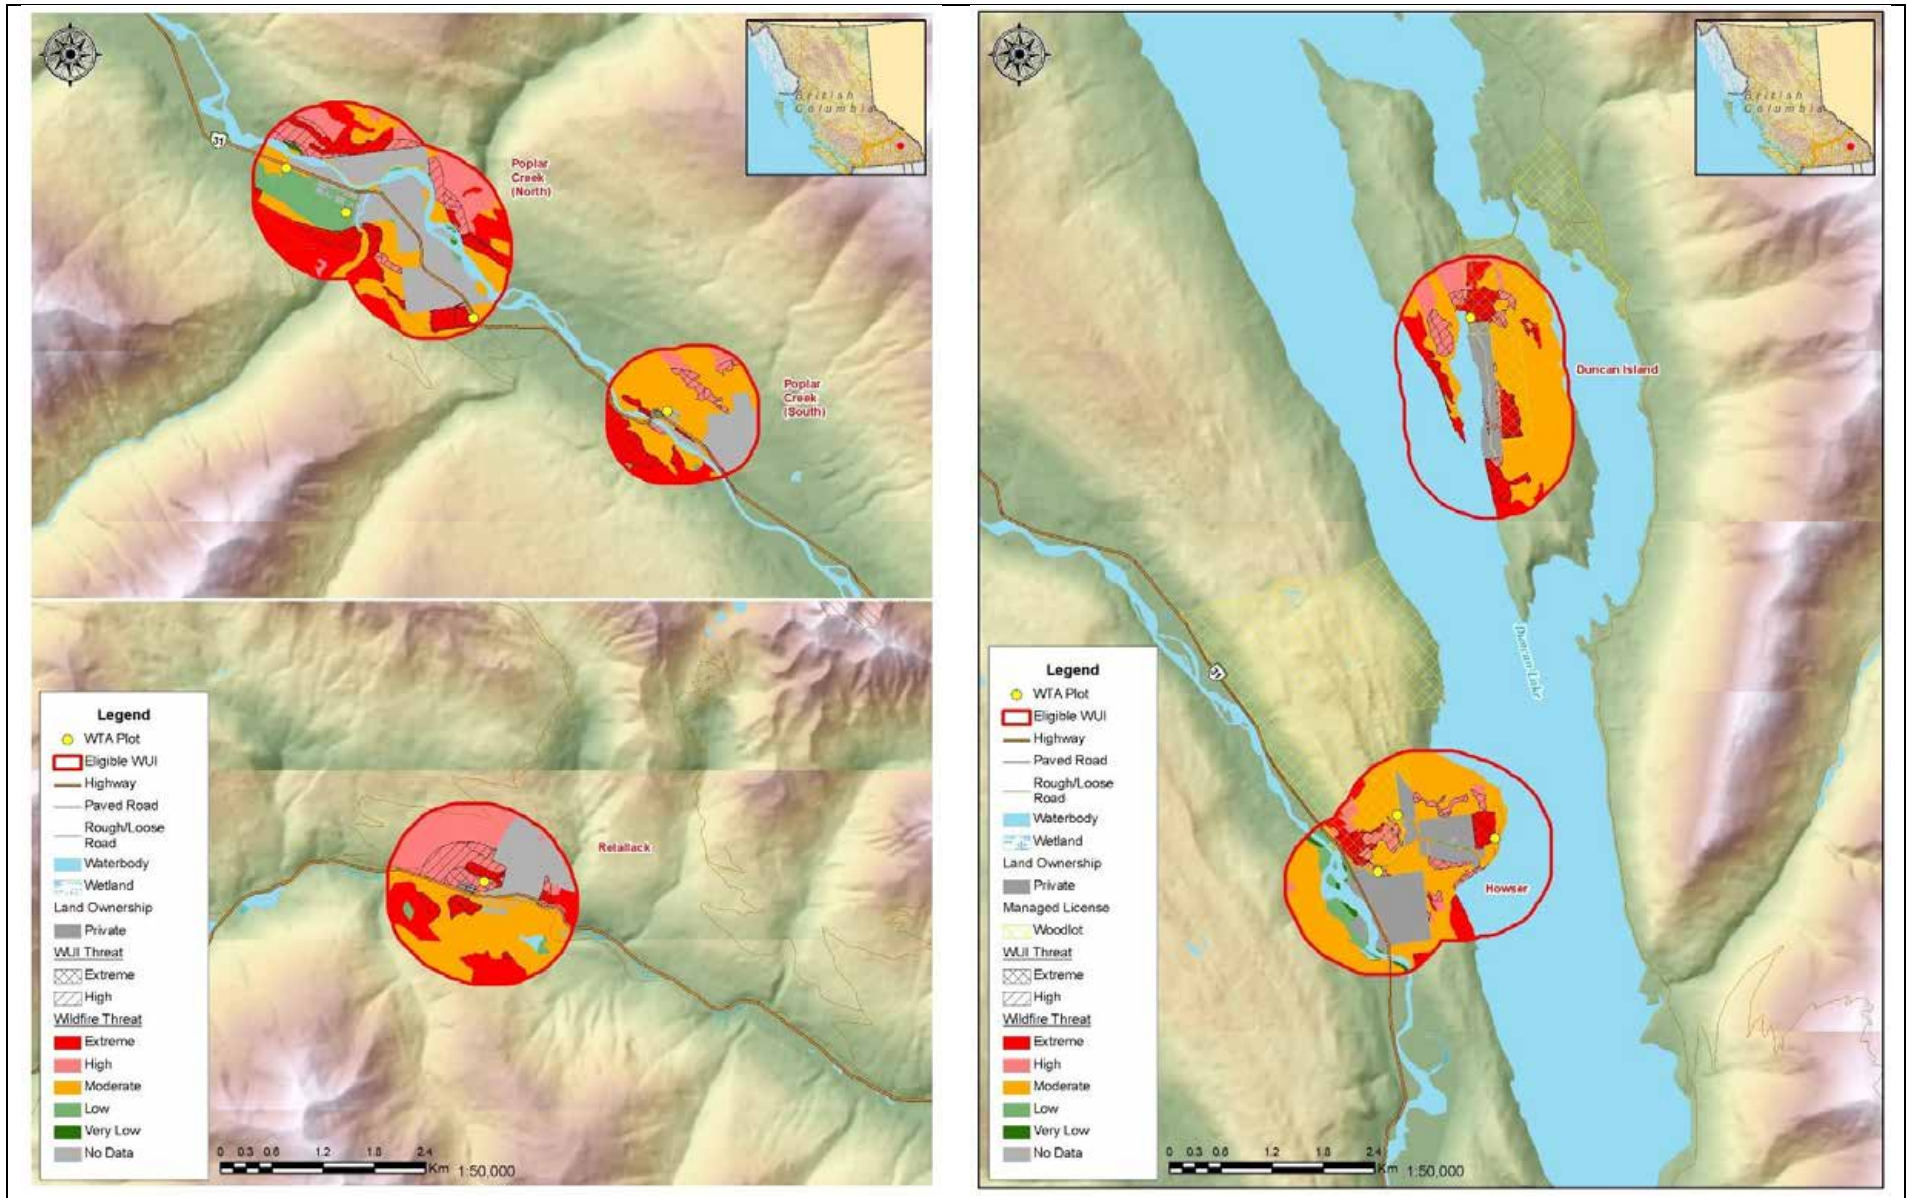 British
Columbia
31
Poplar
Creek
(North)
Poplar
Creek
(South)
Retallack
Legend
WTA Plot
Eligible WUI
Highway
Paved Road
Rough/Loose
Road
Waterbody
Wetland
Land Ownership
Private
WUI Threat
Extreme
High
Wildfire Threat
Extreme
High
Moderate
Low
Very Low
No Data
0 0.3 0.6 1.2 1.8 2.4
Km 1:50,000
British
Columbia
Duncan Island
Duncan Lake
31
Howser
Legend
WTA Plot
Eligible WUI
Highway
Paved Road
Rough/Loose
Road
Waterbody
Wetland
Land Ownership
Private
Managed License
Woodlot
WUI Threat
Extreme
High
Wildfire Threat
Extreme
High
Moderate
Low
Very Low
No Data
0 0.3 0.6 1.2 1.8 2.4
Km 1:50,000